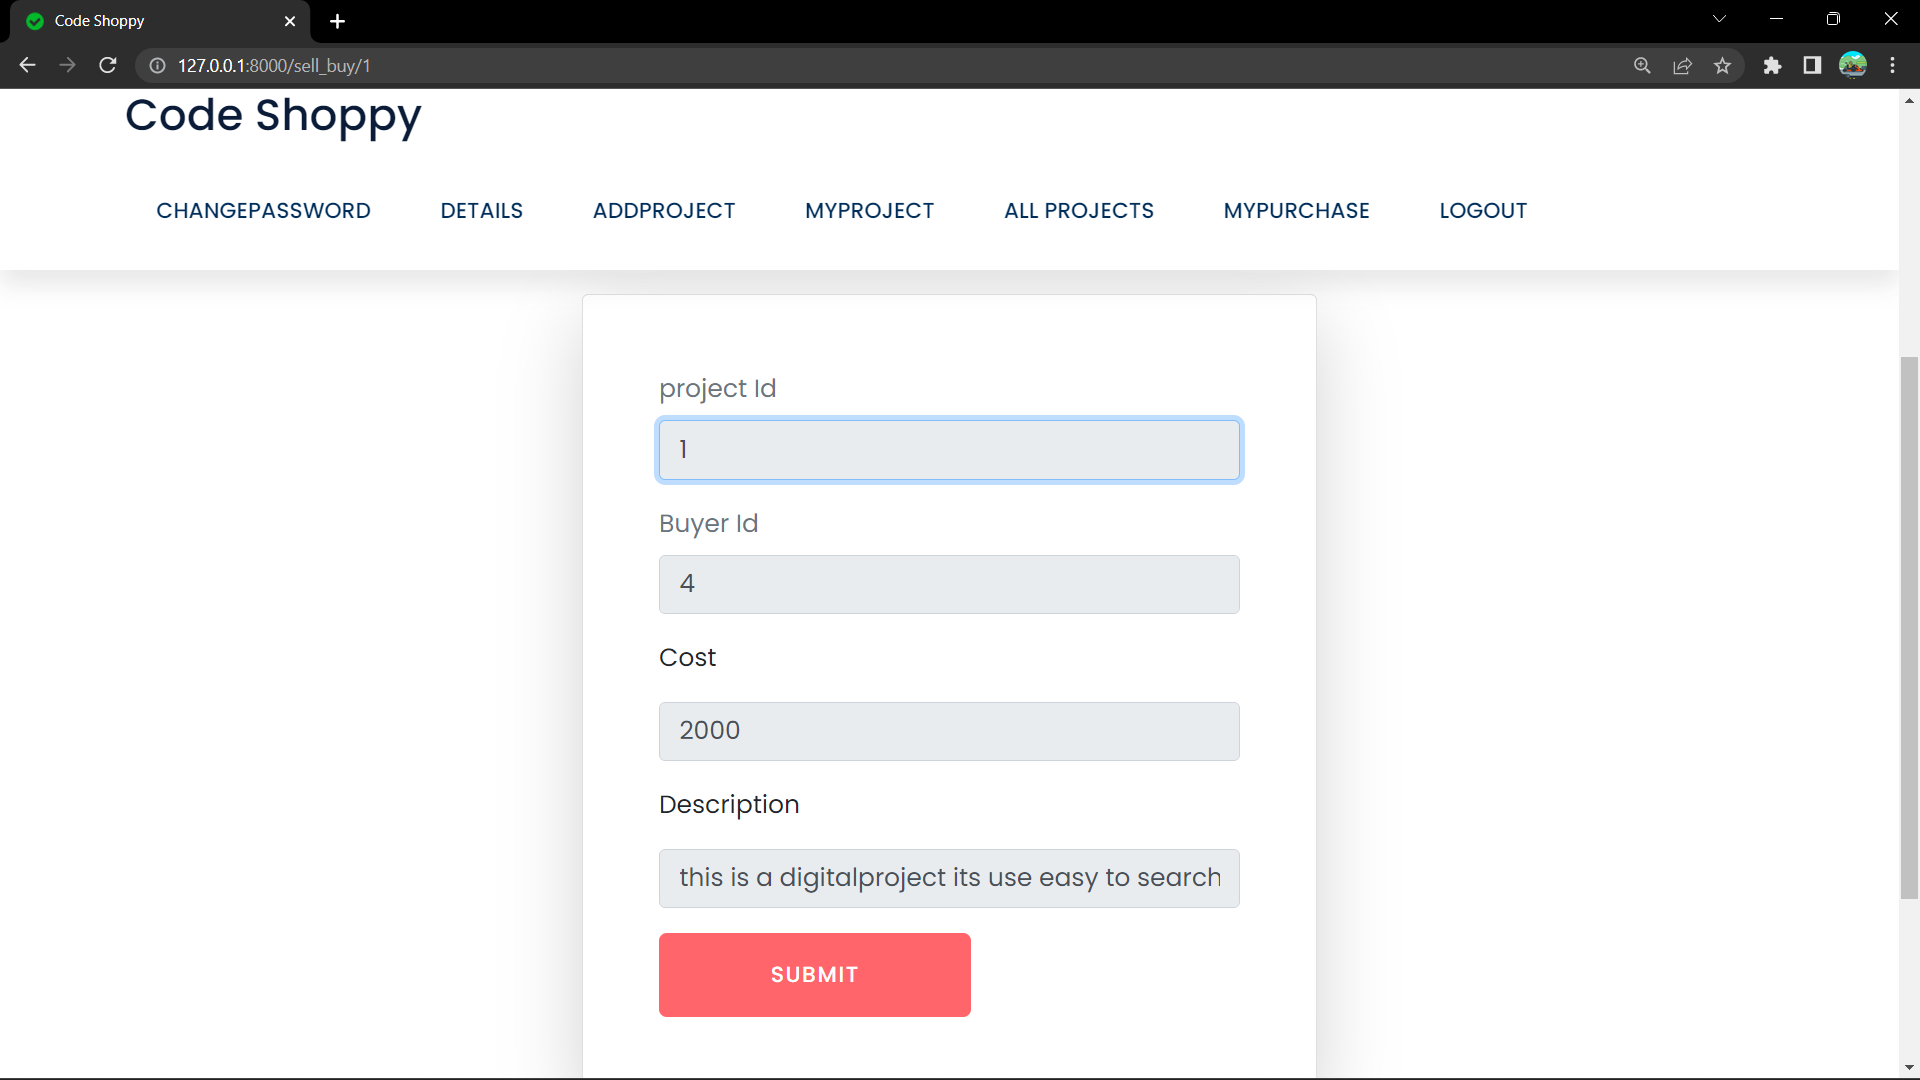 Code Shoppy
127.0.0.1:8000/sell_buy/1
Code Shoppy
CHANGEPASSWORD DETAILS ADDPROJECT MYPROJECT ALL PROJECTS MYPURCHASE LOGOUT
project Id
1
Buyer Id
4
Cost
2000
Description
this is a digitalproject its use easy to search
SUBMIT